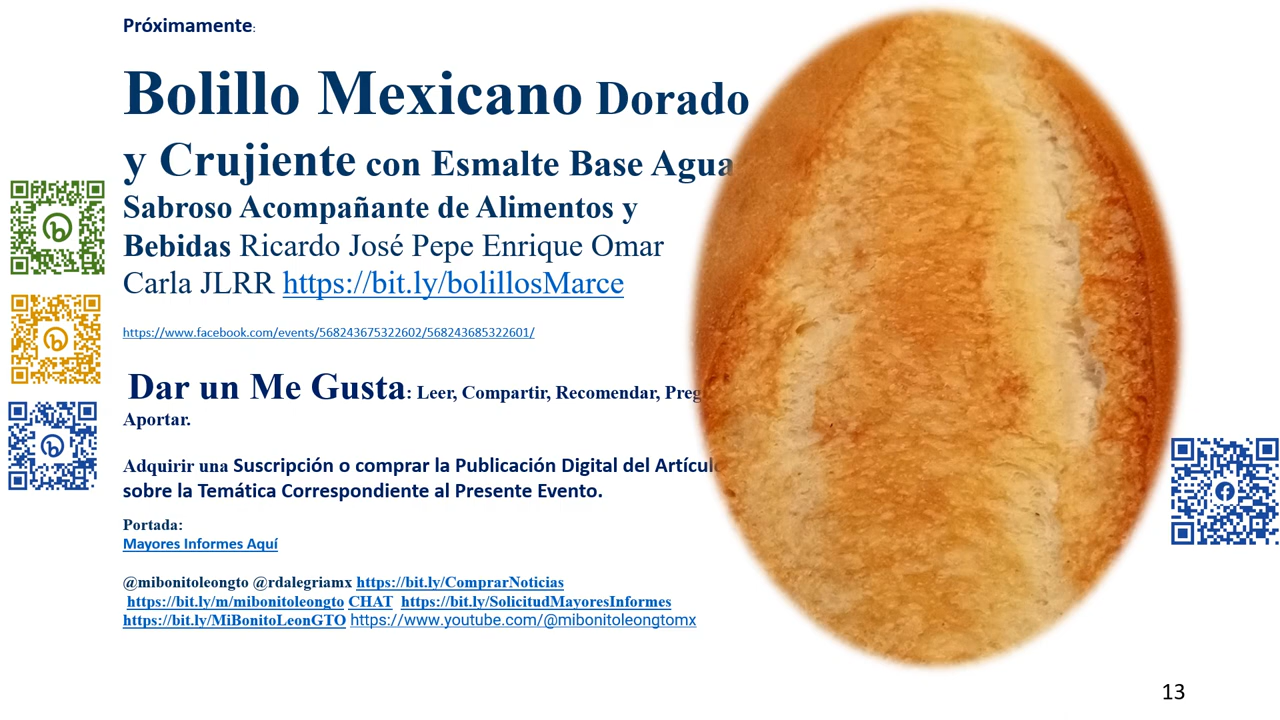 Próximamente:
Bolillo Mexicano Dorado
y Crujiente con Esmalte Base Agua
Sabroso Acompañante de Alimentos y
Bebidas Ricardo José Pepe Enrique Omar
Carla JLRR https://bit.ly/bolillosMarce
https://www.facebook.com/events/568243675322602/568243685322601/
Dar un Me Gusta: Leer, Compartir, Recomendar,
Aportar.
Adquirir una Suscripción o comprar la Publicación Digital del Artículo
sobre la Temática Correspondiente al Presente Evento.
Portada:
Mayores Informes Aquí
@mibonitoleongto @rdalegriamx https://bit.ly/ComprarNoticias
https://bit.ly/m/mibonitoleongto CHAT https://bit.ly/SolicitudMayoresInformes
https://bit.ly/MiBonitoLeonGTO https://www.youtube.com/@mibonitoleongtomx
13